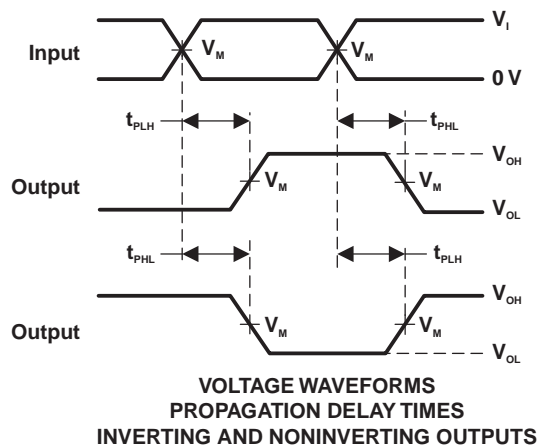 V_I
Input V_M V_M
0 V
t_PLH t_PHL
V_OH
Output V_M V_M
V_OL
t_PHL t_PLH
V_OH
Output V_M V_M
V_OL
VOLTAGE WAVEFORMS
PROPAGATION DELAY TIMES
INVERTING AND NONINVERTING OUTPUTS